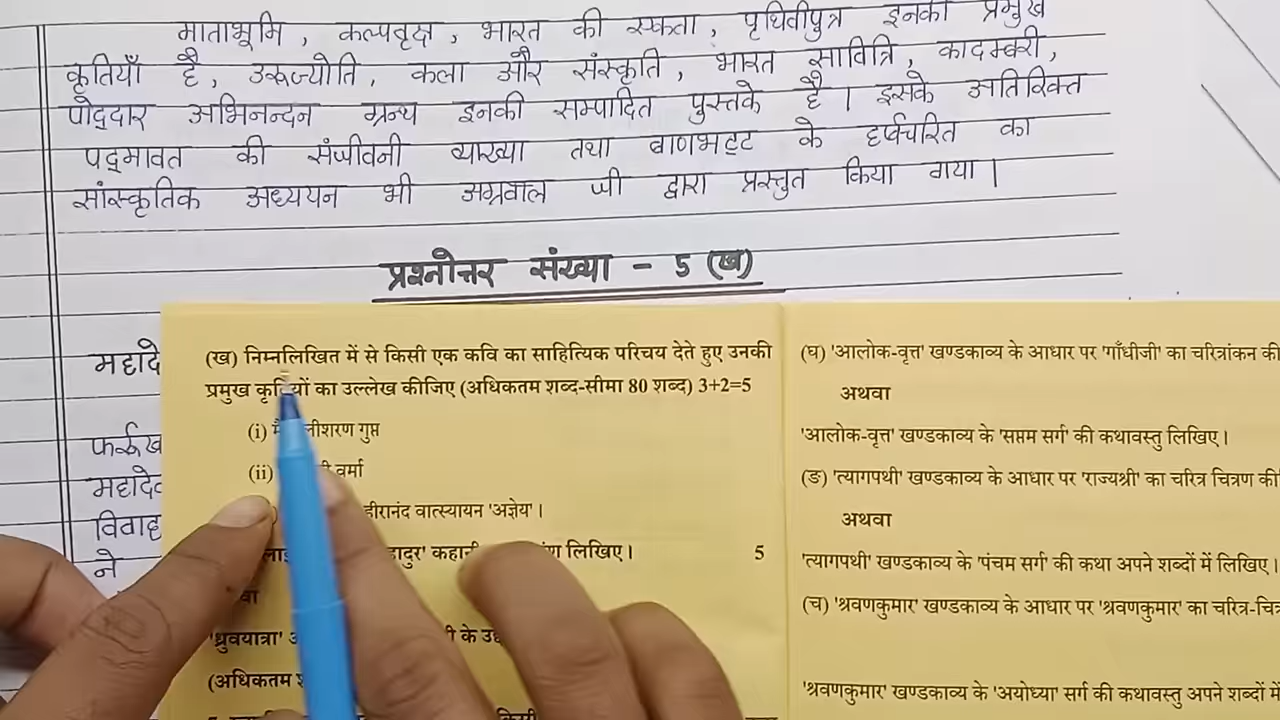 माताभूमि , कल्पवृक्ष , भारत की एकता , पृथिवीपुत्र इनकी प्रमुख
कृतियाँ है , उरूज्योति , कला और संस्कृति , भारत सावित्रि , कादम्बरी ,
पोद्दार अभिनन्दन ग्रन्थ इनकी सम्पादित पुस्तके है । इसके अतिरिक्त
पद्मावत की संजीवनी व्याख्या तथा बाणभट्ट के हर्षचरित का
सांस्कृतिक अध्ययन भी अग्रवाल जी द्वारा प्रस्तुत किया गया ।
प्रश्नोत्तर संख्या - 5 (ख)
महादे
फर्रूख
महादेव
विवाह
ने
(ख) निम्नलिखित में से किसी एक कवि का साहित्यिक परिचय देते हुए उनकी
प्रमुख कृतियों का उल्लेख कीजिए (अधिकतम शब्द-सीमा 80 शब्द) 3+2=5
(i) गुप्त
(ii) वर्मा
हीरानंद वात्स्यायन 'अज्ञेय' ।
कहानी लिखिए । 5
'ध्रुवयात्रा' के
(अधिकतम
(घ) 'आलोक-वृत्त' खण्डकाव्य के आधार पर 'गाँधीजी' का चरित्रांकन की
अथवा
'आलोक-वृत्त' खण्डकाव्य के 'सप्तम सर्ग' की कथावस्तु लिखिए ।
(ङ) 'त्यागपथी' खण्डकाव्य के आधार पर 'राज्यश्री' का चरित्र चित्रण की
अथवा
'त्यागपथी' खण्डकाव्य के 'पंचम सर्ग' की कथा अपने शब्दों में लिखिए ।
(च) 'श्रवणकुमार' खण्डकाव्य के आधार पर 'श्रवणकुमार' का चरित्र-चि
'श्रवणकुमार' खण्डकाव्य के 'अयोध्या' सर्ग की कथावस्तु अपने शब्दों में